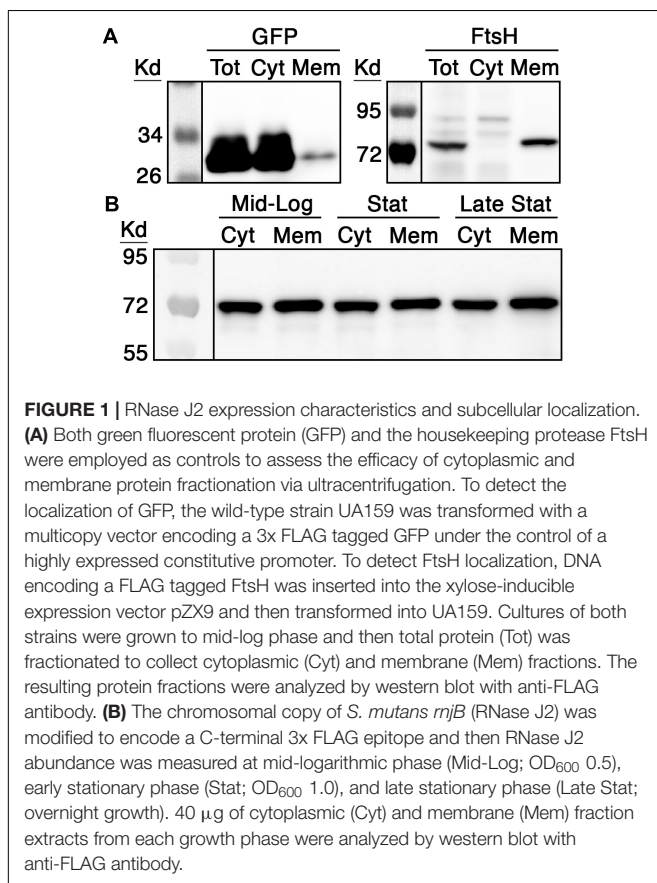 A
GFP
FtsH
Kd Tot Cyt Mem
Kd Tot Cyt Mem
34
26
95
72
B
Mid-Log Stat Late Stat
Kd Cyt Mem Cyt Mem Cyt Mem
95
72
55
FIGURE 1 | RNase J2 expression characteristics and subcellular localization.
(A) Both green fluorescent protein (GFP) and the housekeeping protease FtsH
were employed as controls to assess the efficacy of cytoplasmic and
membrane protein fractionation via ultracentrifugation. To detect the
localization of GFP, the wild-type strain UA159 was transformed with a
multicopy vector encoding a 3x FLAG tagged GFP under the control of a
highly expressed constitutive promoter. To detect FtsH localization, DNA
encoding a FLAG tagged FtsH was inserted into the xylose-inducible
expression vector pZX9 and then transformed into UA159. Cultures of both
strains were grown to mid-log phase and then total protein (Tot) was
fractionated to collect cytoplasmic (Cyt) and membrane (Mem) fractions. The
resulting protein fractions were analyzed by western blot with anti-FLAG
antibody. (B) The chromosomal copy of S. mutans rnjB (RNase J2) was
modified to encode a C-terminal 3x FLAG epitope and then RNase J2
abundance was measured at mid-logarithmic phase (Mid-Log; OD600 0.5),
early stationary phase (Stat; OD600 1.0), and late stationary phase (Late Stat;
overnight growth). 40 μg of cytoplasmic (Cyt) and membrane (Mem) fraction
extracts from each growth phase were analyzed by western blot with
anti-FLAG antibody.